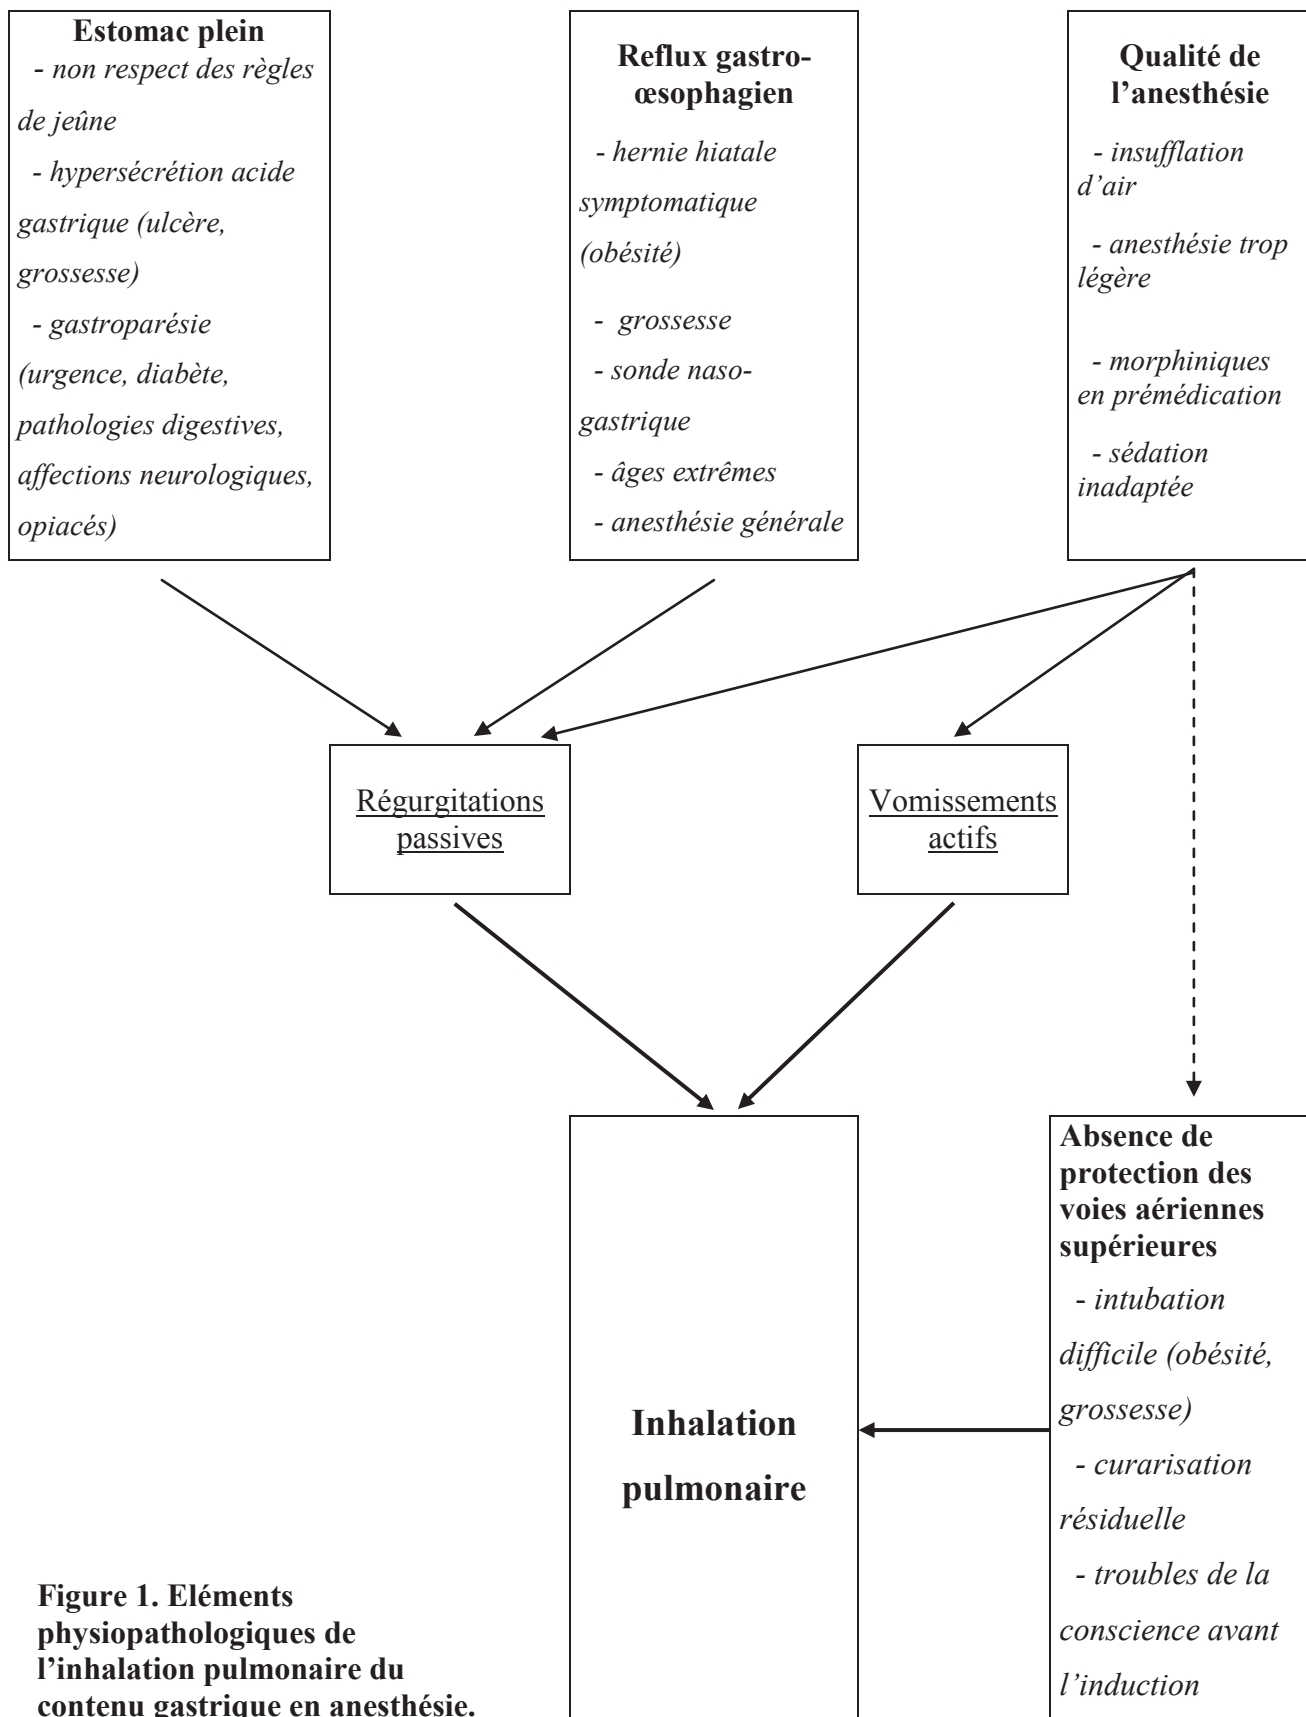 Estomac plein
- non respect des règles
de jeûne
- hypersécrétion acide
gastrique (ulcère,
grossesse)
- gastroparésie
(urgence, diabète,
pathologies digestives,
affections neurologiques,
opiacés)
Reflux gastro-
œsophagien
- hernie hiatale
symptomatique
(obésité)
- grossesse
- sonde naso-
gastrique
- âges extrêmes
- anesthésie générale
Qualité de
l’anesthésie
- insufflation
d’air
- anesthésie trop
légère
- morphiniques
en prémédication
- sédation
inadaptée
Régurgitations
passives
Vomissements
actifs
Inhalation
pulmonaire
Absence de
protection des
voies aériennes
supérieures
- intubation
difficile (obésité,
grossesse)
- curarisation
résiduelle
- troubles de la
conscience avant
l’induction
Figure 1. Eléments
physiopathologiques de
l’inhalation pulmonaire du
contenu gastrique en anesthésie.